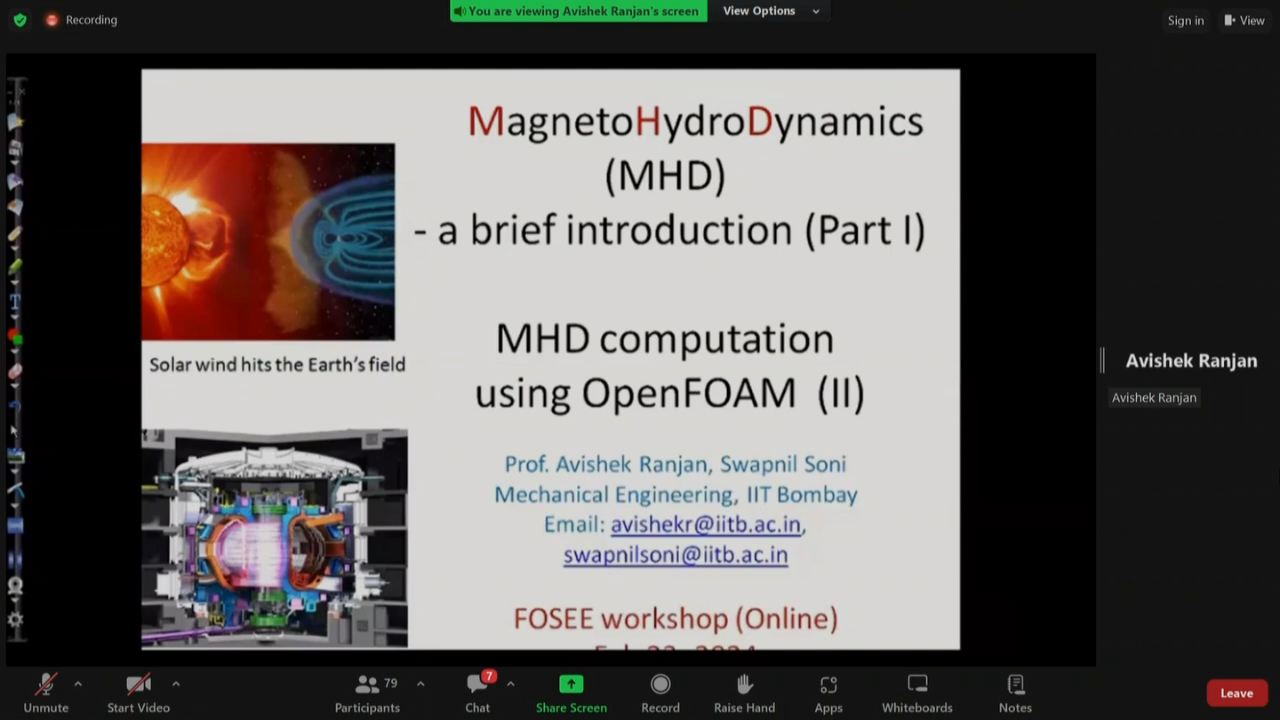 Recording
You are viewing Avishek Ranjan's screen
View Options
Sign in
View
MagnetoHydroDynamics
(MHD)
- a brief introduction (Part I)
Solar wind hits the Earth's field
MHD computation
using OpenFOAM (II)
Prof. Avishek Ranjan, Swapnil Soni
Mechanical Engineering, IIT Bombay
Email: avishekr@iitb.ac.in,
swapnilsoni@iitb.ac.in
FOSEE workshop (Online)
Avishek Ranjan
Avishek Ranjan
Unmute
Start Video
79
Participants
7
Chat
Share Screen
Record
Raise Hand
Apps
Whiteboards
Notes
Leave